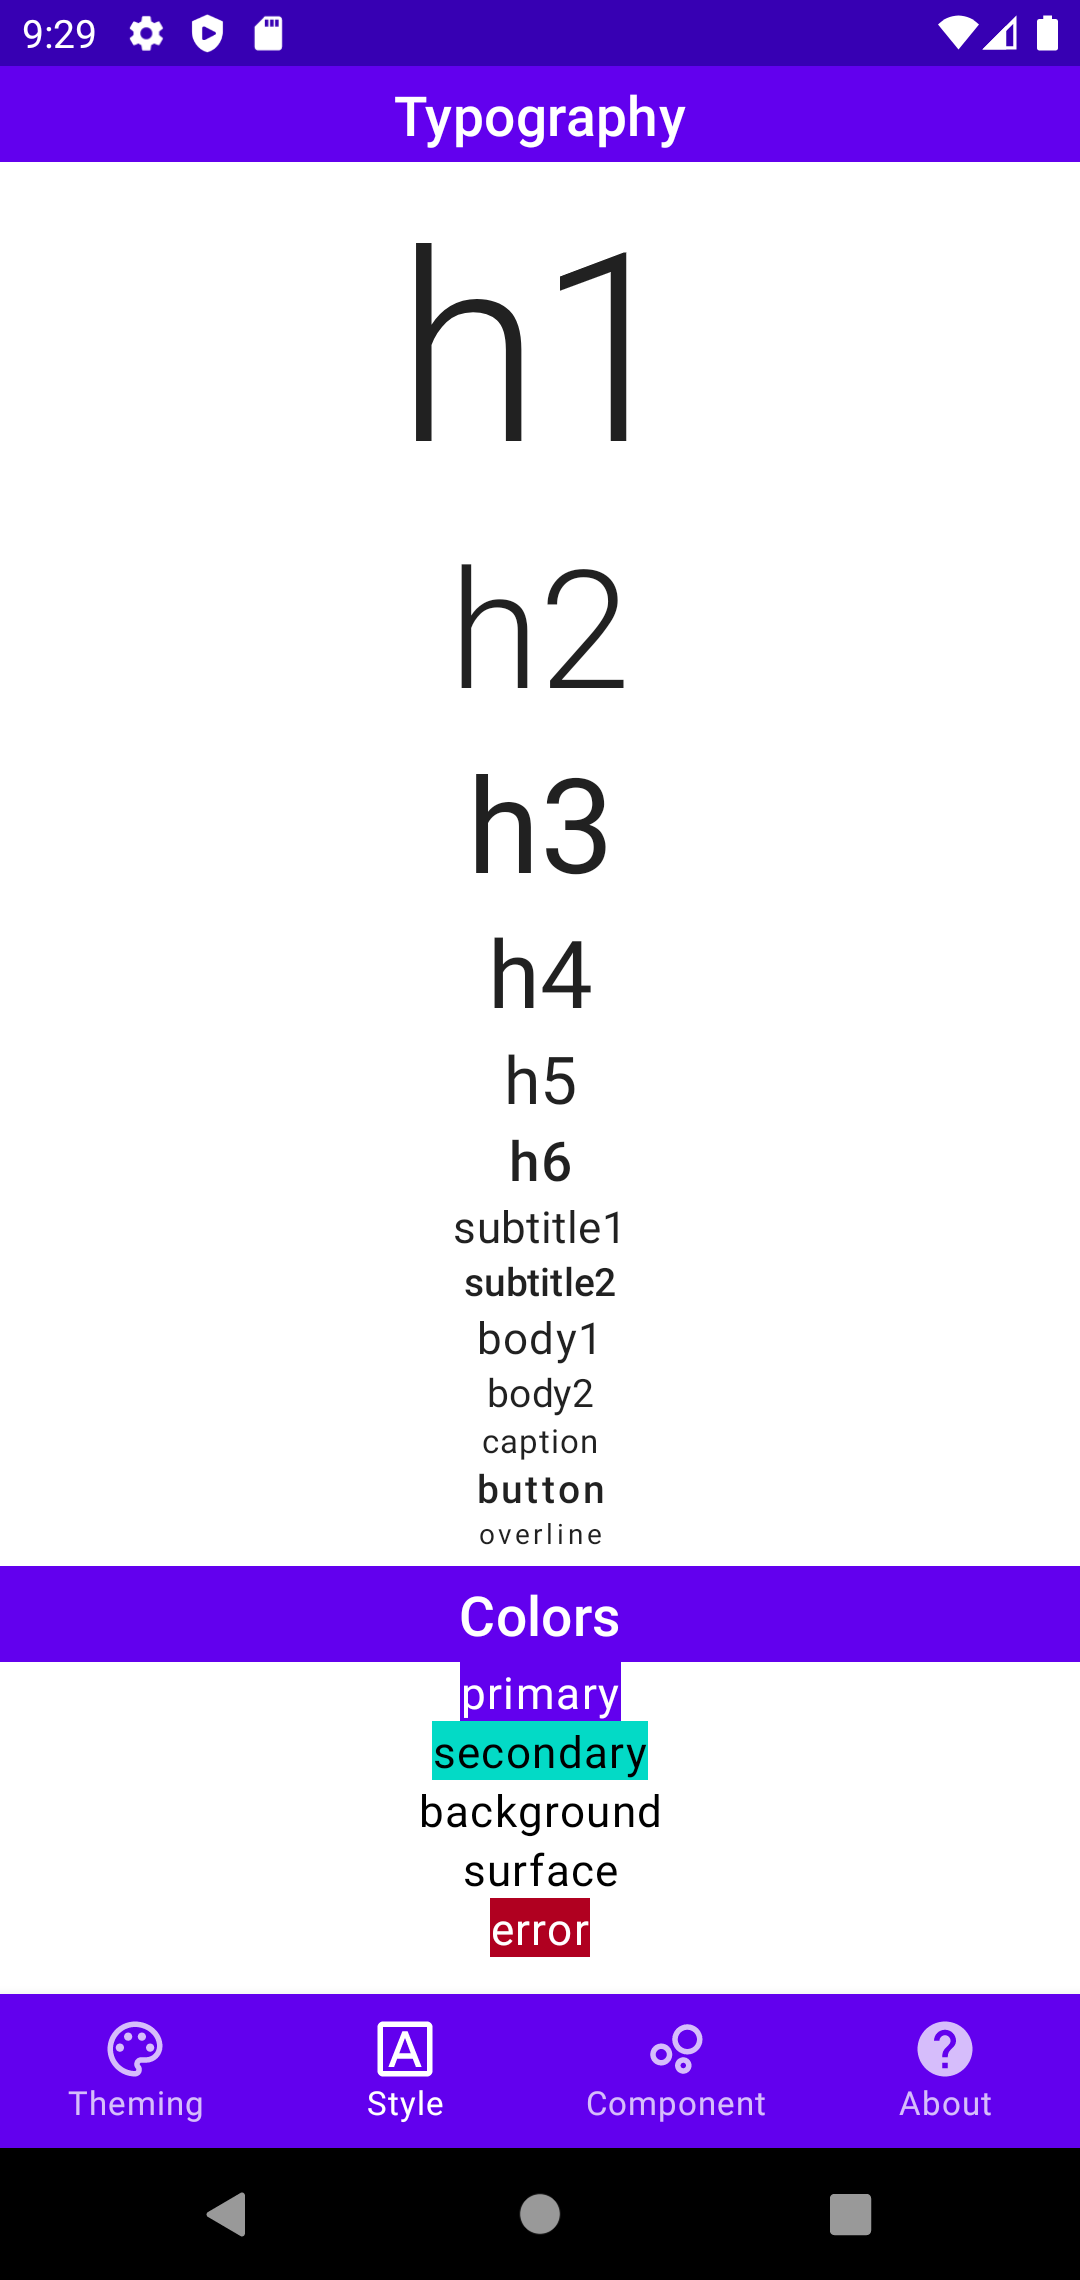 9:29
Typography
h1
h2
h3
h4
h5
h6
subtitle1
subtitle2
body1
body2
caption
button
overline
Colors
primary
secondary
background
surface
error
Theming Style Component About